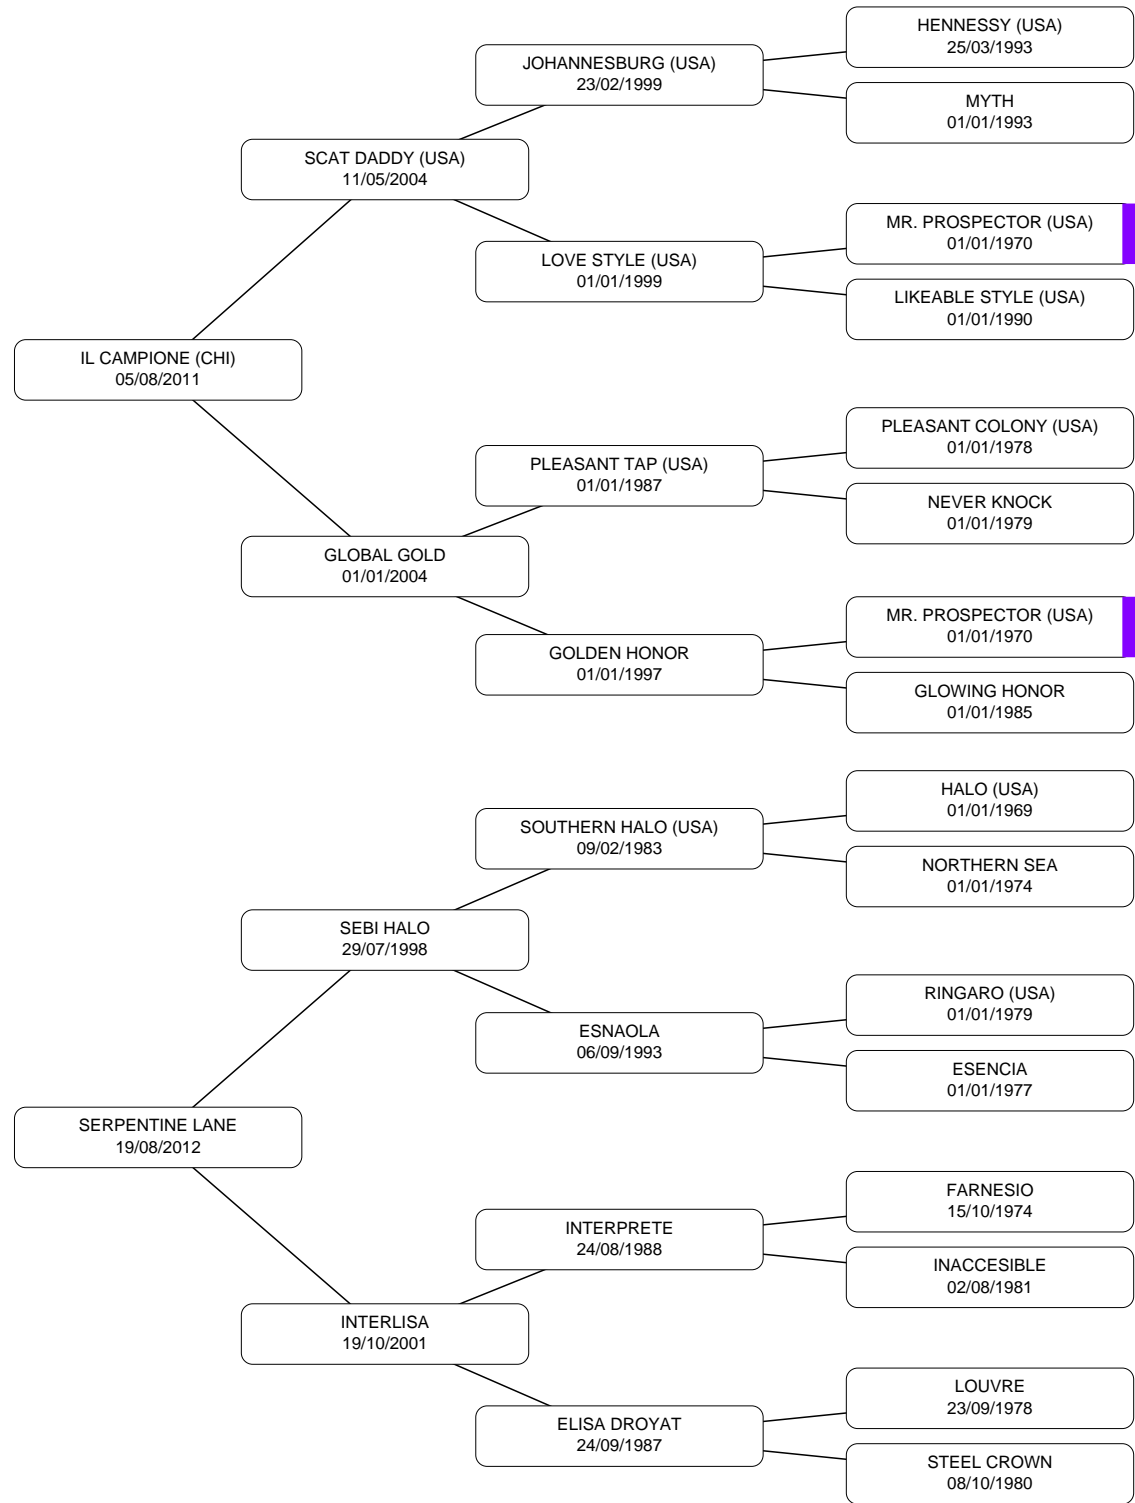 HENNESSY (USA)
25/03/1993
JOHANNESBURG (USA)
23/02/1999
MYTH
01/01/1993
SCAT DADDY (USA)
11/05/2004
MR. PROSPECTOR (USA)
01/01/1970
LOVE STYLE (USA)
01/01/1999
LIKEABLE STYLE (USA)
01/01/1990
IL CAMPIONE (CHI)
05/08/2011
PLEASANT COLONY (USA)
01/01/1978
PLEASANT TAP (USA)
01/01/1987
NEVER KNOCK
01/01/1979
GLOBAL GOLD
01/01/2004
MR. PROSPECTOR (USA)
01/01/1970
GOLDEN HONOR
01/01/1997
GLOWING HONOR
01/01/1985
HALO (USA)
01/01/1969
SOUTHERN HALO (USA)
09/02/1983
NORTHERN SEA
01/01/1974
SEBI HALO
29/07/1998
RINGARO (USA)
01/01/1979
ESNAOLA
06/09/1993
ESENCIA
01/01/1977
SERPENTINE LANE
19/08/2012
FARNESIO
15/10/1974
INTERPRETE
24/08/1988
INACCESIBLE
02/08/1981
INTERLISA
19/10/2001
LOUVRE
23/09/1978
ELISA DROYAT
24/09/1987
STEEL CROWN
08/10/1980